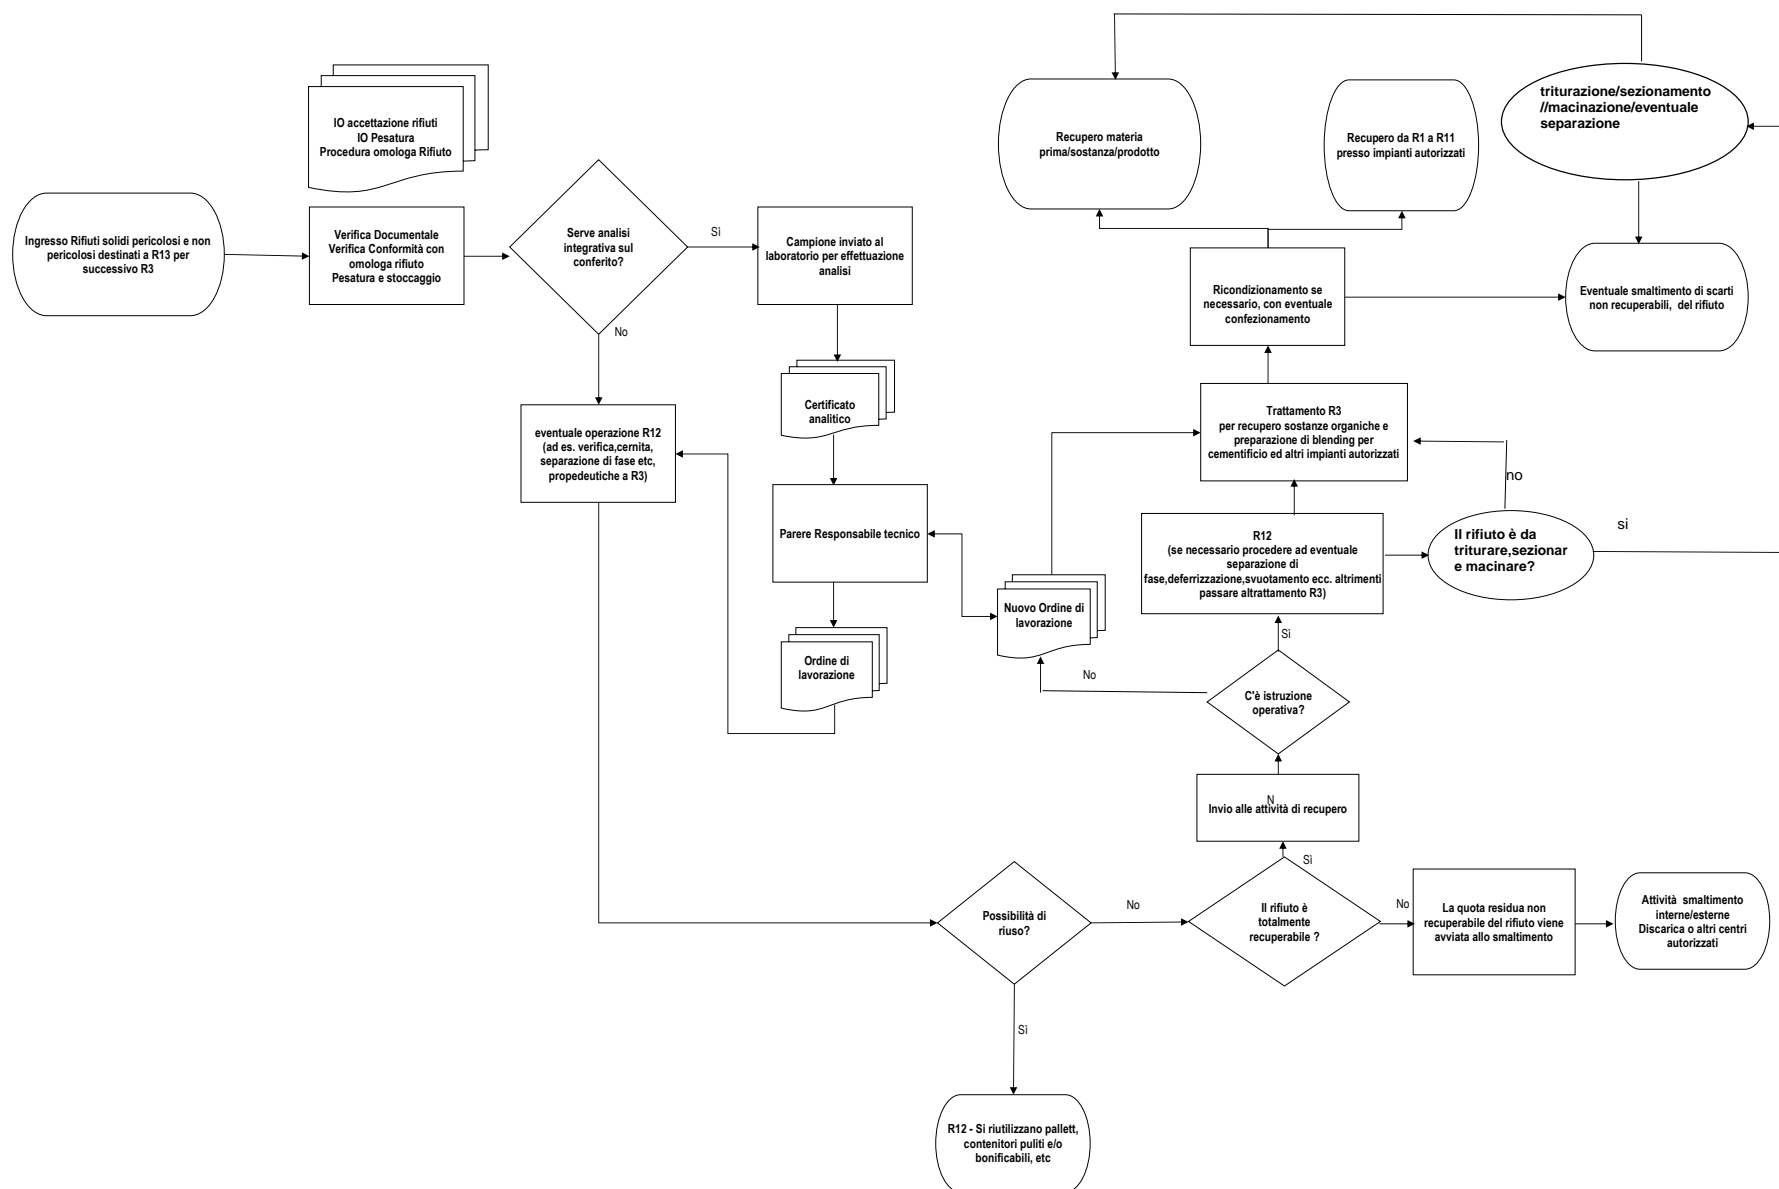 IO accettazione rifiuti
IO Pesatura
Procedura omologa Rifiuto
Ingresso Rifiuti solidi pericolosi e non
pericolosi destinati a R13 per
successivo R3
Verifica Documentale
Verifica Conformità con
omologa rifiuto
Pesatura e stoccaggio
Serve analisi
integrativa sul
conferito?
Sì
No
Campione inviato al
laboratorio per effettuazione
analisi
Certificato
analitico
eventuale operazione R12
(ad es. verifica,cernita,
separazione di fase etc,
propedeutiche a R3)
Parere Responsabile tecnico
Ordine di
lavorazione
Nuovo Ordine di
lavorazione
Recupero materia
prima/sostanza/prodotto
Recupero da R1 a R11
presso impianti autorizzati
triturazione/sezionamento
//macinazione/eventuale
separazione
Ricondizionamento se
necessario, con eventuale
confezionamento
Eventuale smaltimento di scarti
non recuperabili, del rifiuto
Trattamento R3
per recupero sostanze organiche e
preparazione di blending per
cementificio ed altri impianti autorizzati
no
R12
(se necessario procedere ad eventuale
separazione di
fase,deferrizzazione,svuotamento ecc. altrimenti
passare altrattamento R3)
Il rifiuto è da
triturare,sezionar
e macinare?
si
Sì
No
C'è istruzione
operativa?
N
Invio alle attività di recupero
Sì
Possibilità di
riuso?
No
Il rifiuto è
totalmente
recuperabile ?
No
La quota residua non
recuperabile del rifiuto viene
avviata allo smaltimento
Attività smaltimento
interne/esterne
Discarica o altri centri
autorizzati
Sì
R12 - Si riutilizzano pallett,
contenitori puliti e/o
bonificabili, etc